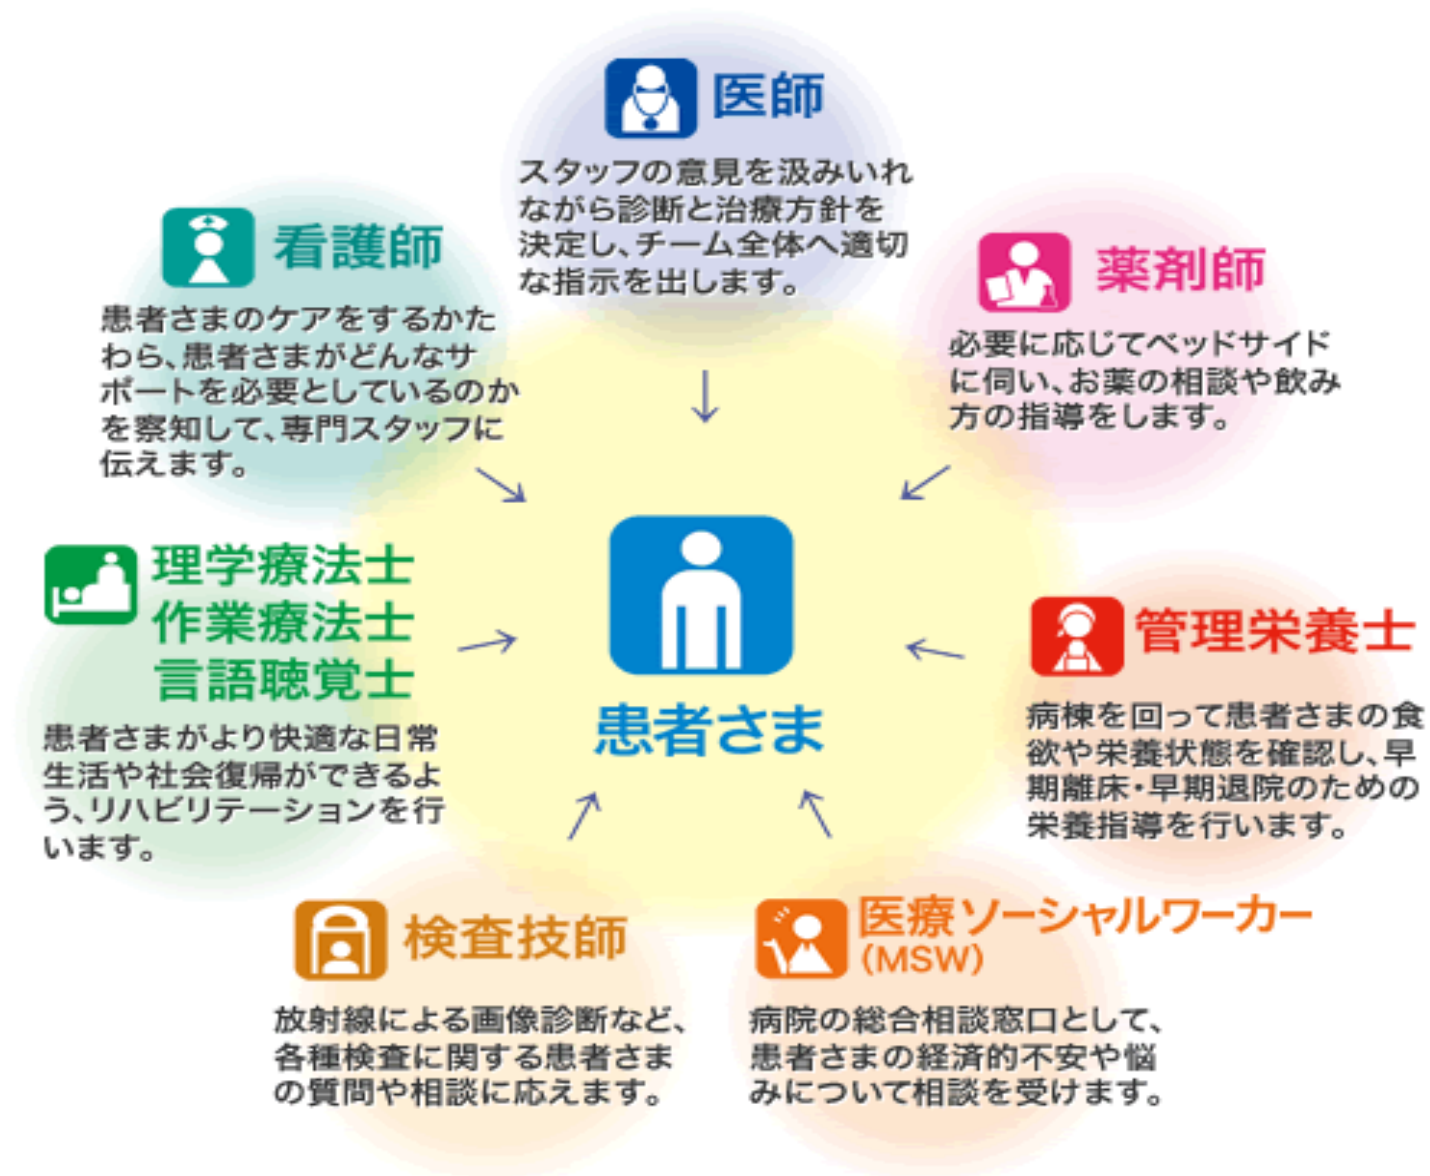 医師
スタッフの意見を汲みいれ
ながら診断と治療方針を
決定し、チーム全体へ適切
な指示を出します。
看護師
患者さまのケアをするかた
わら、患者さまがどんなサ
ポートを必要としているのか
を察知して、専門スタッフに
伝えます。
薬剤師
必要に応じてベッドサイド
に伺い、お薬の相談や飲み
方の指導をします。
理学療法士
作業療法士
言語聴覚士
患者さまがより快適な日常
生活や社会復帰ができるよ
う、リハビリテーションを行
います。
患者さま
管理栄養士
病棟を回って患者さまの食
欲や栄養状態を確認し、早
期離床・早期退院のための
栄養指導を行います。
検査技師
放射線による画像診断など、
各種検査に関する患者さま
の質問や相談に応えます。
医療ソーシャルワーカー
(MSW)
病院の総合相談窓口として、
患者さまの経済的不安や悩
みについて相談を受けます。